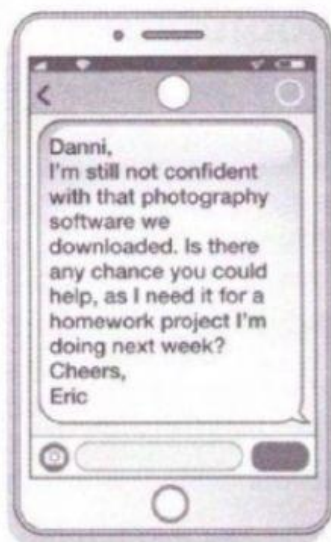 Danni,
I'm still not confident
with that photography
software we
downloaded. Is there
any chance you could
help, as I need it for a
homework project I'm
doing next week?
Cheers,
Eric